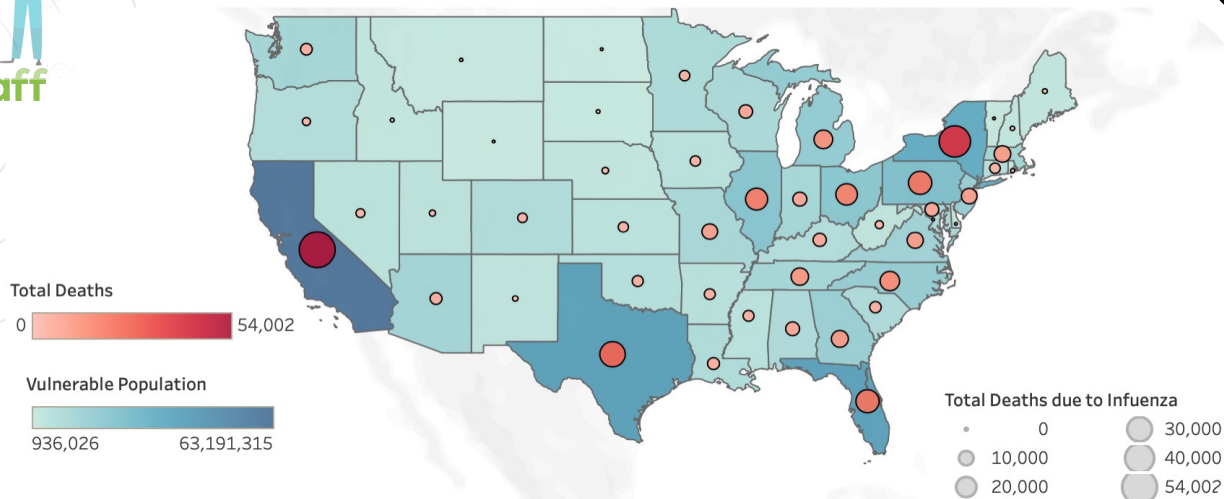 aff
Total Deaths
0 54,002
Vulnerable Population
936,026 63,191,315
Total Deaths due to Infuenza
0 30,000
10,000 40,000
20,000 54,002